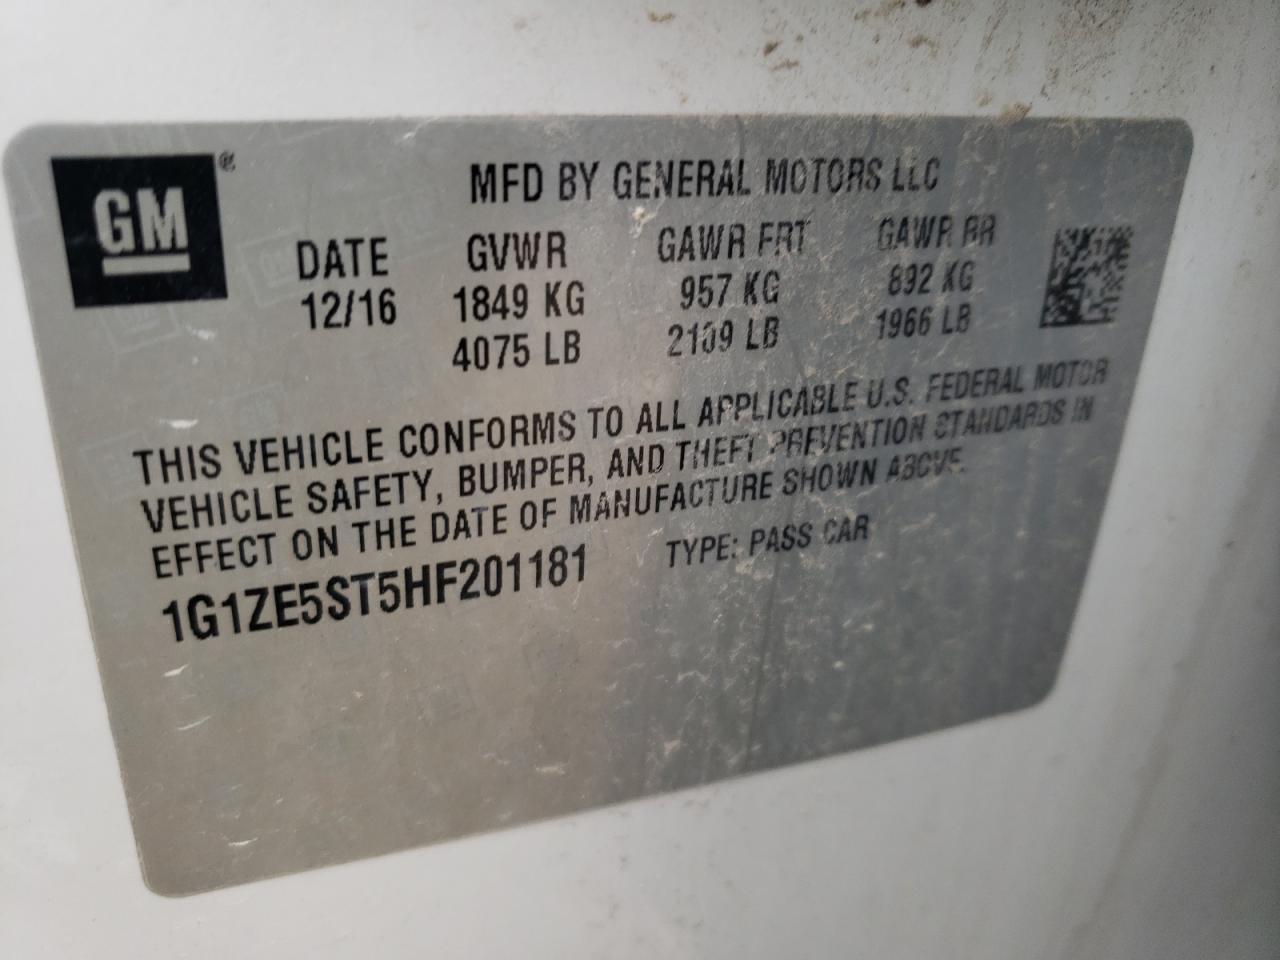 GM®
MFD BY GENERAL MOTORS LLC
DATE GVWR GAWR FRT GAWR RR
12/16 1849 KG 957 KG 892 KG
4075 LB 2109 LB 1966 LB
THIS VEHICLE CONFORMS TO ALL APPLICABLE U.S. FEDERAL MOTOR
VEHICLE SAFETY, BUMPER, AND THEFT PREVENTION STANDARDS IN
EFFECT ON THE DATE OF MANUFACTURE SHOWN ABOVE.
1G1ZE5ST5HF201181 TYPE: PASS CAR